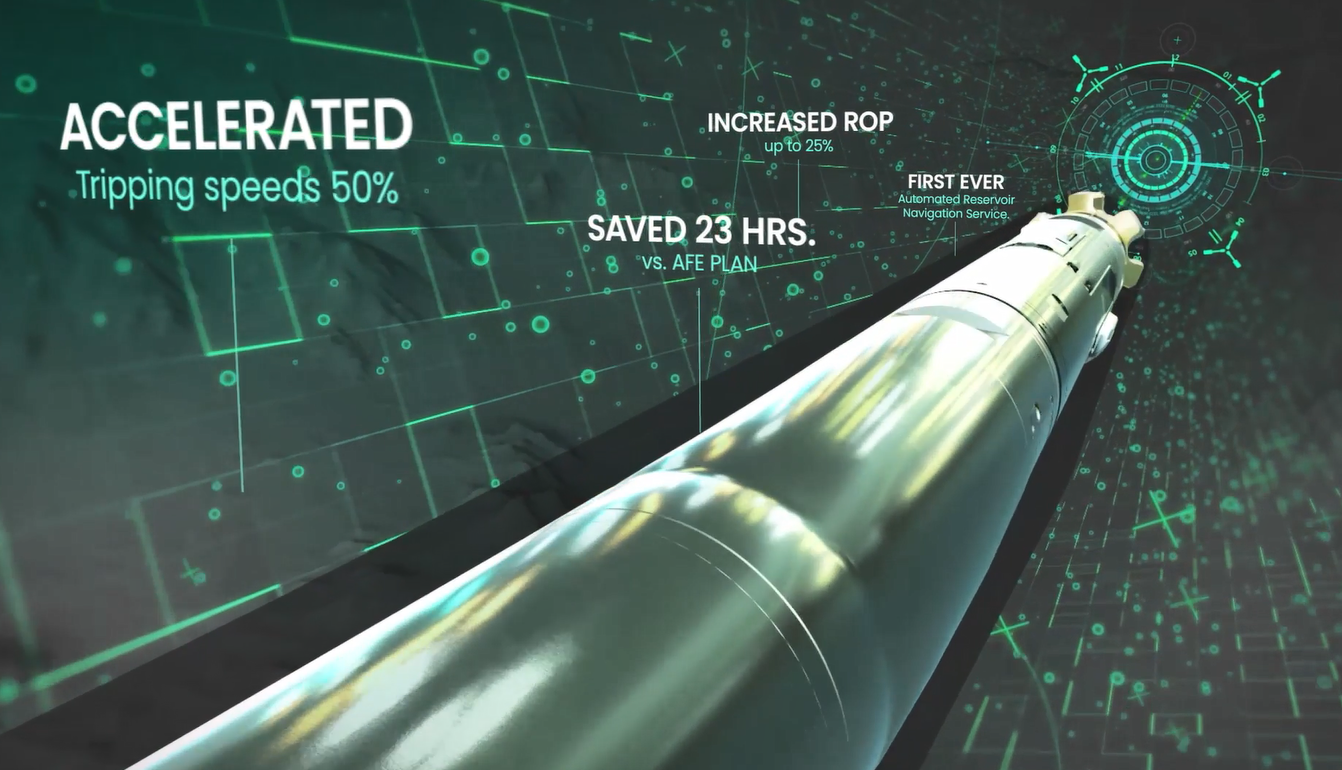 ACCELERATED
Tripping speeds 50%
INCREASED ROP
up to 25%
SAVED 23 HRS.
vs. AFE PLAN
FIRST EVER
Automated Reservoir
Navigation Service.